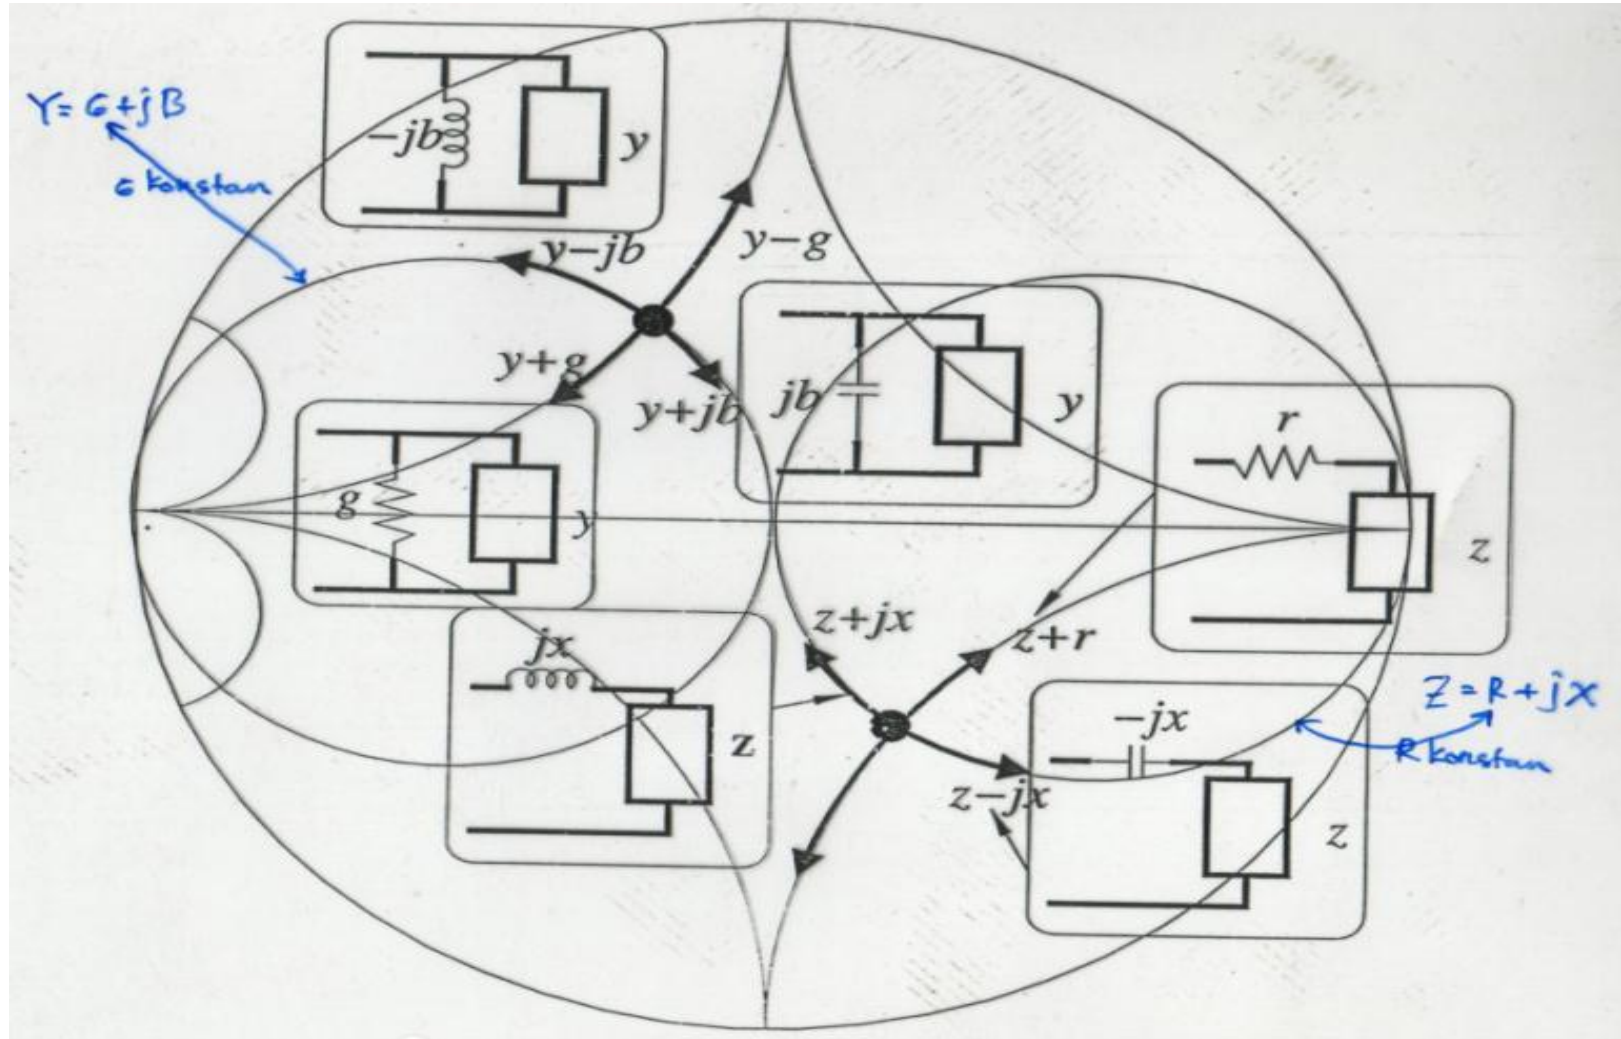 Y= G+jB
G konstan
-jb
y
y-jb
y-g
y+g
y+jb
jb
y
g
y
r
z
z+jx
z+r
jx
z
Z = R + jX
R konstan
-jx
z-jx
z